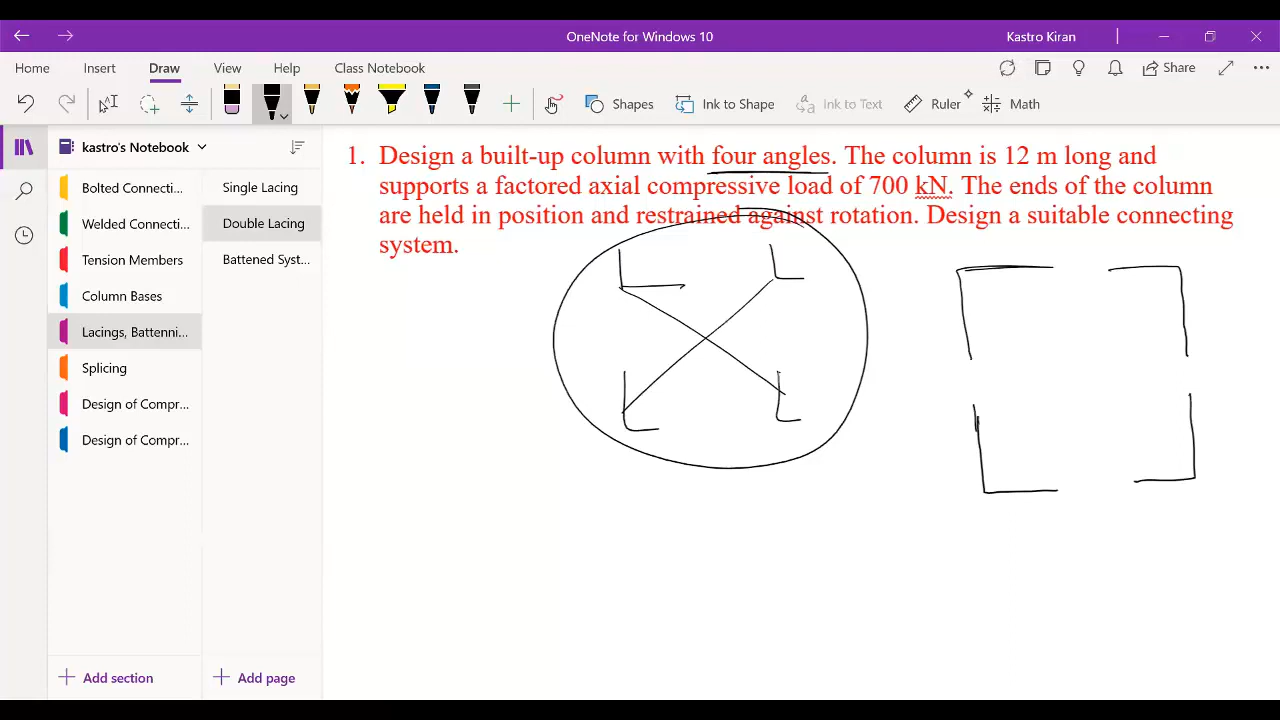 OneNote for Windows 10
Kastro Kiran
Home
Insert
Draw
View
Help
Class Notebook
Share
Shapes
Ink to Shape
Ink to Text
Ruler
Math
kastro's Notebook
Bolted Connecti...
Welded Connecti...
Tension Members
Column Bases
Lacings, Battenni...
Splicing
Design of Compr...
Design of Compr...
Add section
Single Lacing
Double Lacing
Battened Syst...
Add page
1. Design a built-up column with four angles. The column is 12 m long and
supports a factored axial compressive load of 700 kN. The ends of the column
are held in position and restrained against rotation. Design a suitable connecting
system.